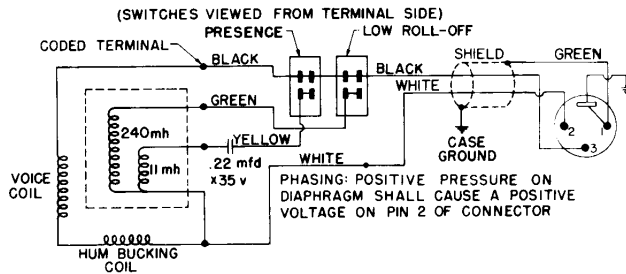 (SWITCHES VIEWED FROM TERMINAL SIDE)
PRESENCE
LOW ROLL-OFF
CODED TERMINAL
BLACK
BLACK
SHIELD
GREEN
WHITE
GREEN
240mh
11mh
YELLOW
.22 mfd
x35 v
WHITE
CASE
GROUND
2
1
3
VOICE
COIL
HUM BUCKING
COIL
PHASING: POSITIVE PRESSURE ON
DIAPHRAGM SHALL CAUSE A POSITIVE
VOLTAGE ON PIN 2 OF CONNECTOR